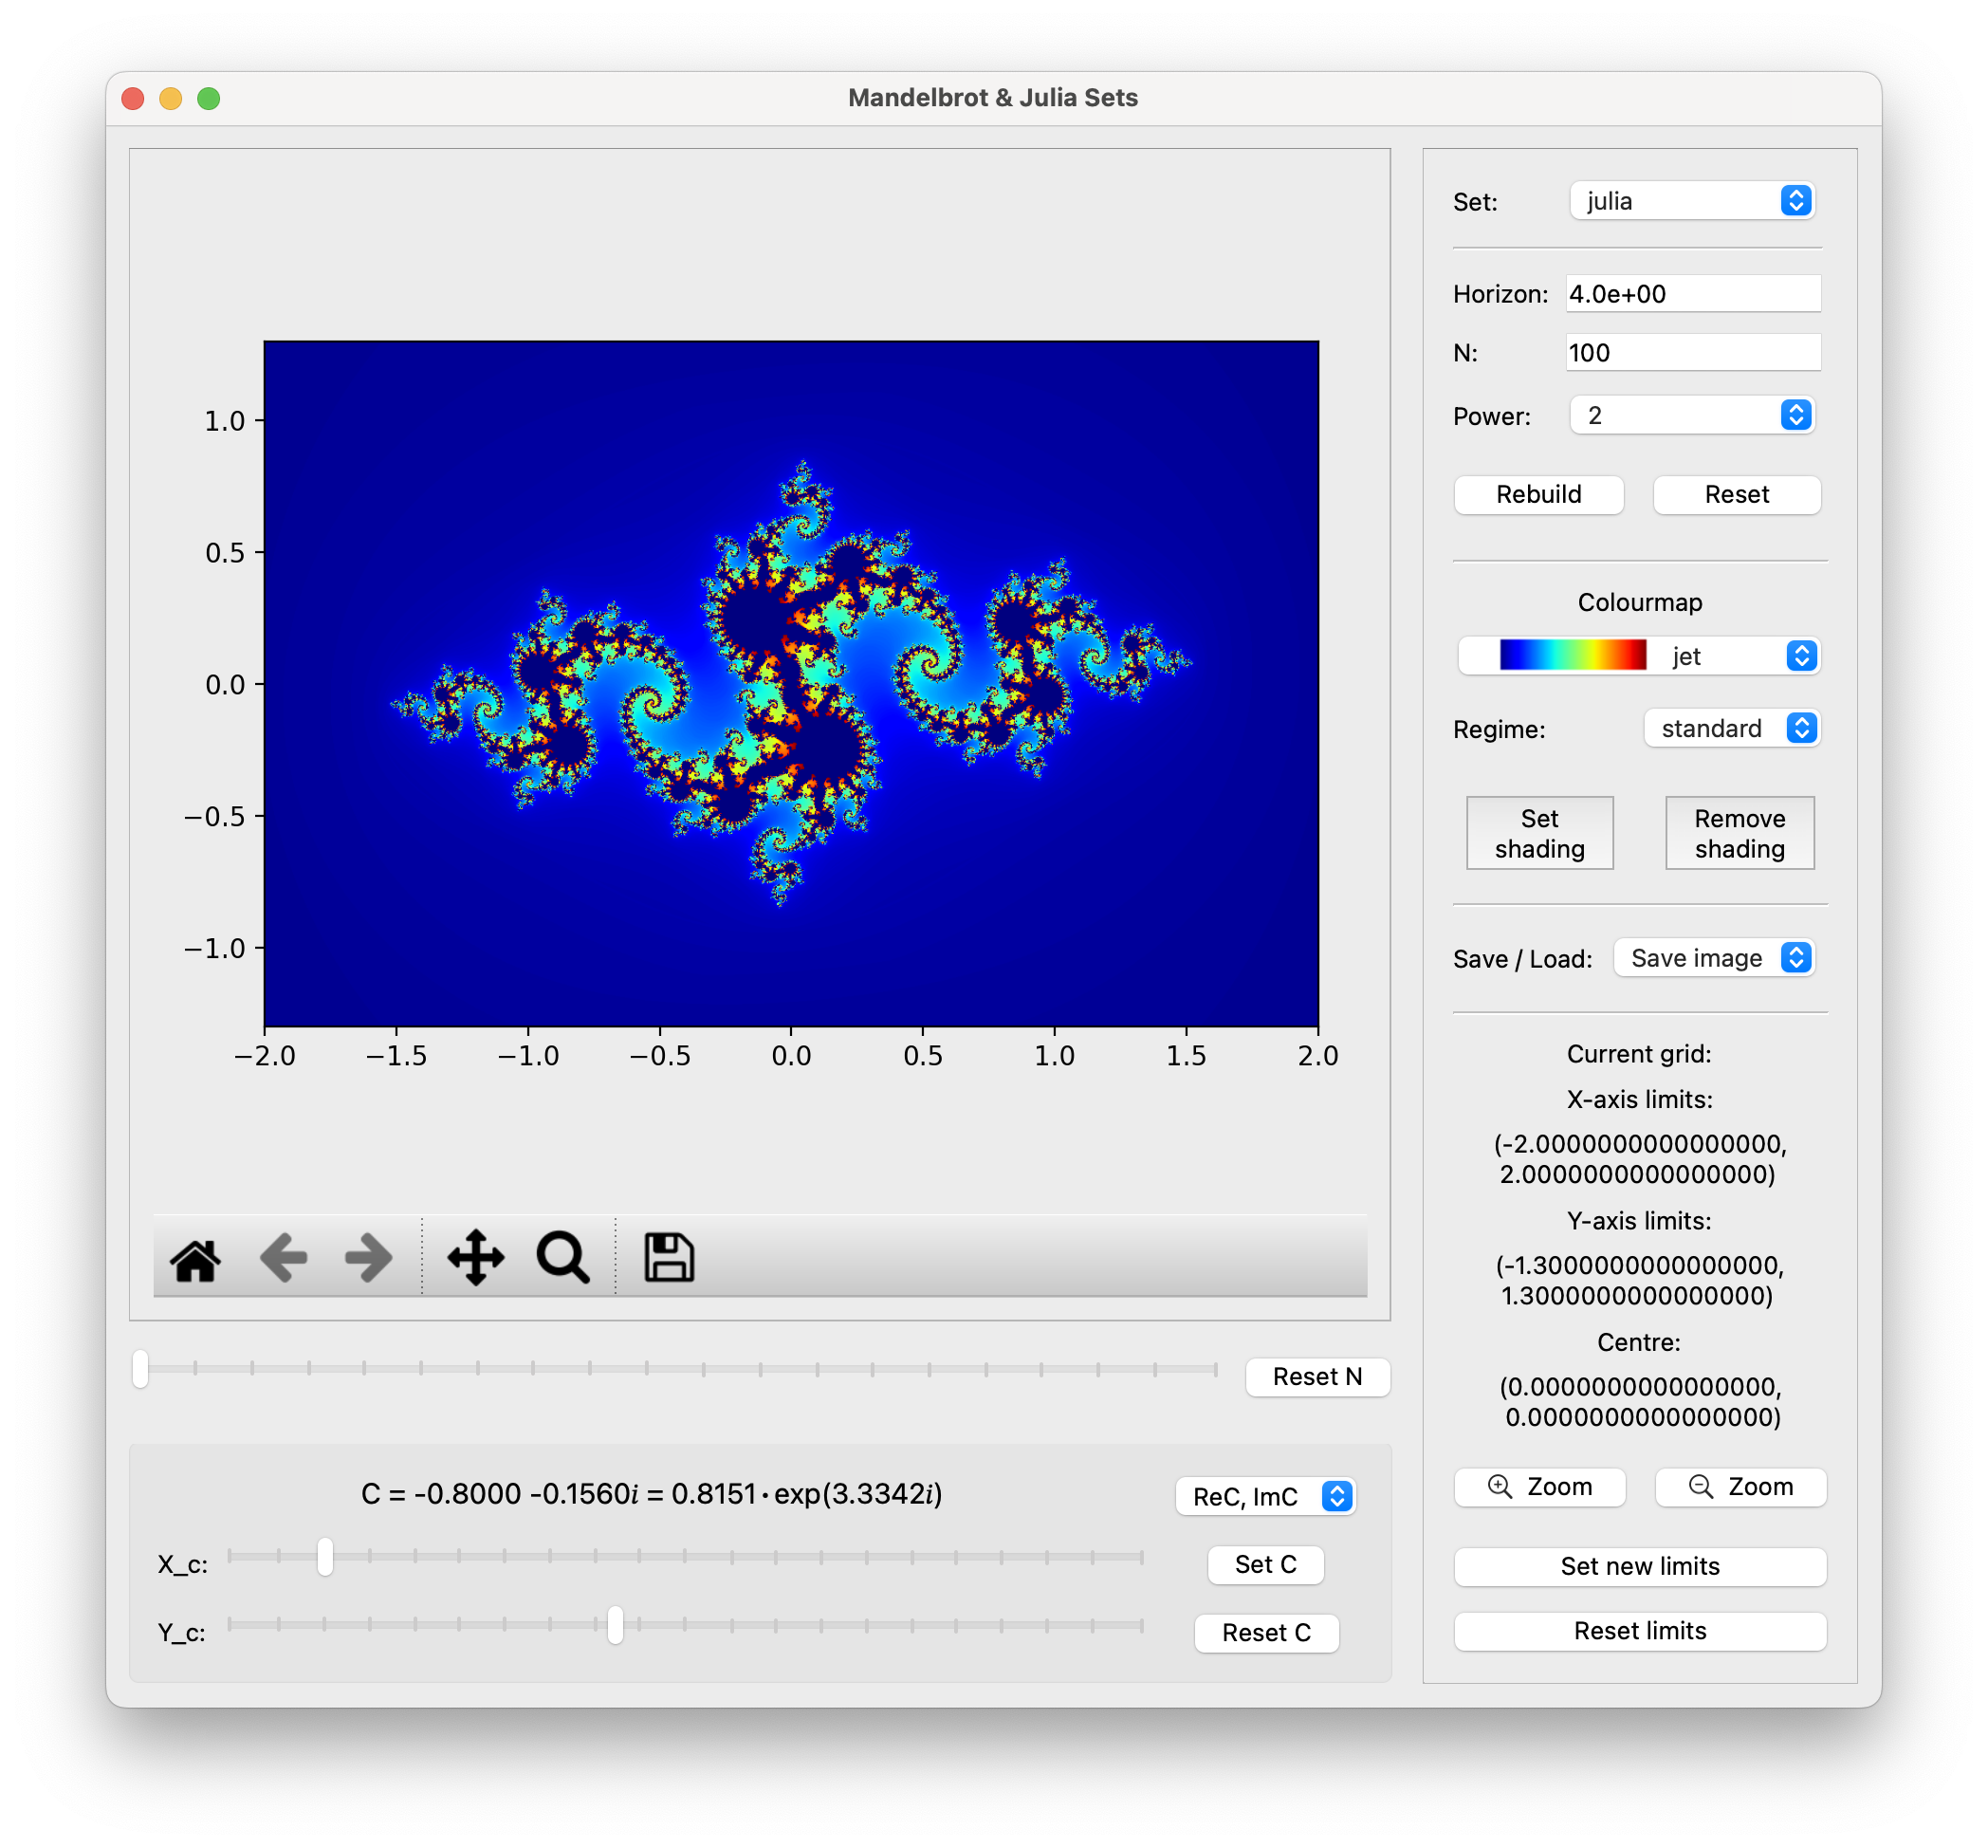 Mandelbrot & Julia Sets
1.0
0.5
0.0
−0.5
−1.0
−2.0 −1.5 −1.0 −0.5 0.0 0.5 1.0 1.5 2.0
Reset N
C = -0.8000 -0.1560i = 0.8151·exp(3.3342i)
ReC, ImC
X_c:
Set C
Y_c:
Reset C
Set: julia
Horizon: 4.0e+00
N: 100
Power: 2
Rebuild Reset
Colourmap
jet
Regime: standard
Set
shading
Remove
shading
Save / Load: Save image
Current grid:
X-axis limits:
(-2.0000000000000000,
2.0000000000000000)
Y-axis limits:
(-1.3000000000000000,
1.3000000000000000)
Centre:
(0.0000000000000000,
0.0000000000000000)
Zoom Zoom
Set new limits
Reset limits